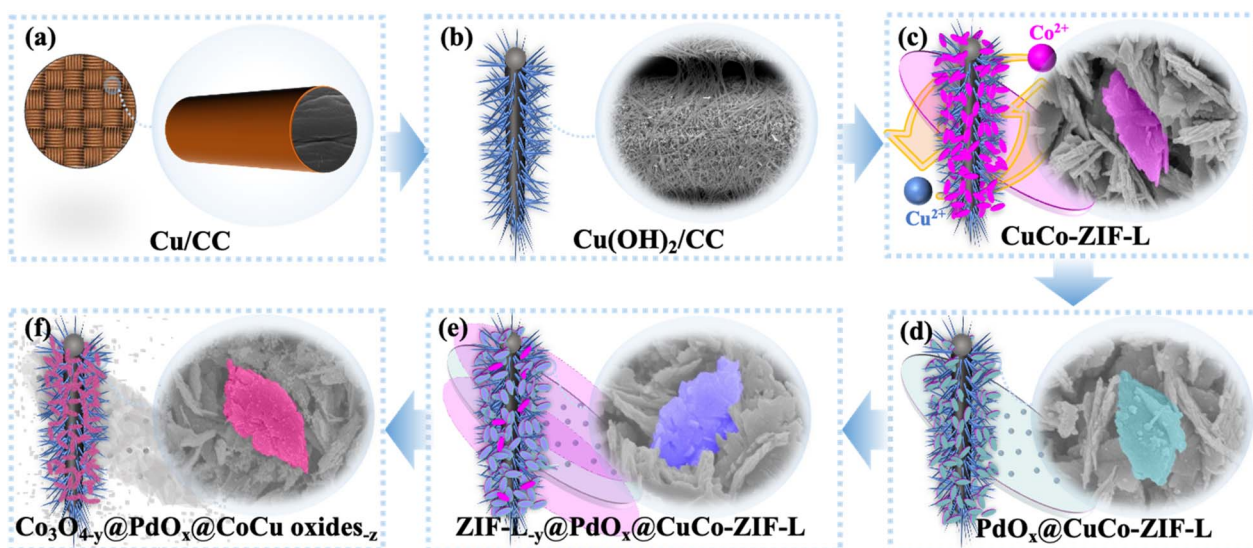 (a)
Cu/CC
(b)
Cu(OH)₂/CC
(c)
Co²⁺
Cu²⁺
CuCo-ZIF-L
(d)
PdOₓ@CuCo-ZIF-L
(e)
ZIF-L₋y@PdOₓ@CuCo-ZIF-L
(f)
Co₃O₄₋y@PdOₓ@CoCu oxides₋z